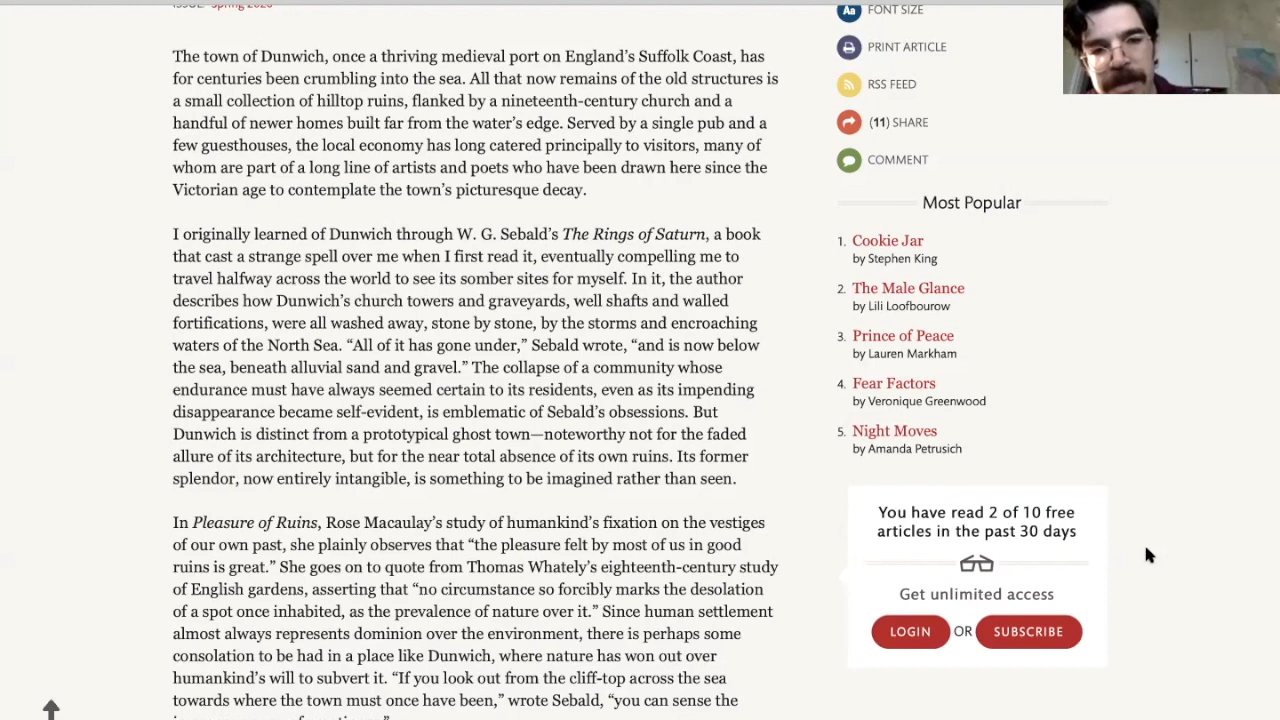 ISSUE: Spring 2020
The town of Dunwich, once a thriving medieval port on England’s Suffolk Coast, has
for centuries been crumbling into the sea. All that now remains of the old structures is
a small collection of hilltop ruins, flanked by a nineteenth-century church and a
handful of newer homes built far from the water’s edge. Served by a single pub and a
few guesthouses, the local economy has long catered principally to visitors, many of
whom are part of a long line of artists and poets who have been drawn here since the
Victorian age to contemplate the town’s picturesque decay.
I originally learned of Dunwich through W. G. Sebald’s The Rings of Saturn, a book
that cast a strange spell over me when I first read it, eventually compelling me to
travel halfway across the world to see its somber sites for myself. In it, the author
describes how Dunwich’s church towers and graveyards, well shafts and walled
fortifications, were all washed away, stone by stone, by the storms and encroaching
waters of the North Sea. “All of it has gone under,” Sebald wrote, “and is now below
the sea, beneath alluvial sand and gravel.” The collapse of a community whose
endurance must have always seemed certain to its residents, even as its impending
disappearance became self-evident, is emblematic of Sebald’s obsessions. But
Dunwich is distinct from a prototypical ghost town—noteworthy not for the faded
allure of its architecture, but for the near total absence of its own ruins. Its former
splendor, now entirely intangible, is something to be imagined rather than seen.
In Pleasure of Ruins, Rose Macaulay’s study of humankind’s fixation on the vestiges
of our own past, she plainly observes that “the pleasure felt by most of us in good
ruins is great.” She goes on to quote from Thomas Whately’s eighteenth-century study
of English gardens, asserting that “no circumstance so forcibly marks the desolation
of a spot once inhabited, as the prevalence of nature over it.” Since human settlement
almost always represents dominion over the environment, there is perhaps some
consolation to be had in a place like Dunwich, where nature has won out over
humankind’s will to subvert it. “If you look out from the cliff-top across the sea
towards where the town must once have been,” wrote Sebald, “you can sense the
Aa FONT SIZE
PRINT ARTICLE
RSS FEED
(11) SHARE
COMMENT
Most Popular
1. Cookie Jar
by Stephen King
2. The Male Glance
by Lili Loofbourow
3. Prince of Peace
by Lauren Markham
4. Fear Factors
by Veronique Greenwood
5. Night Moves
by Amanda Petrusich
You have read 2 of 10 free
articles in the past 30 days
Get unlimited access
LOGIN OR SUBSCRIBE